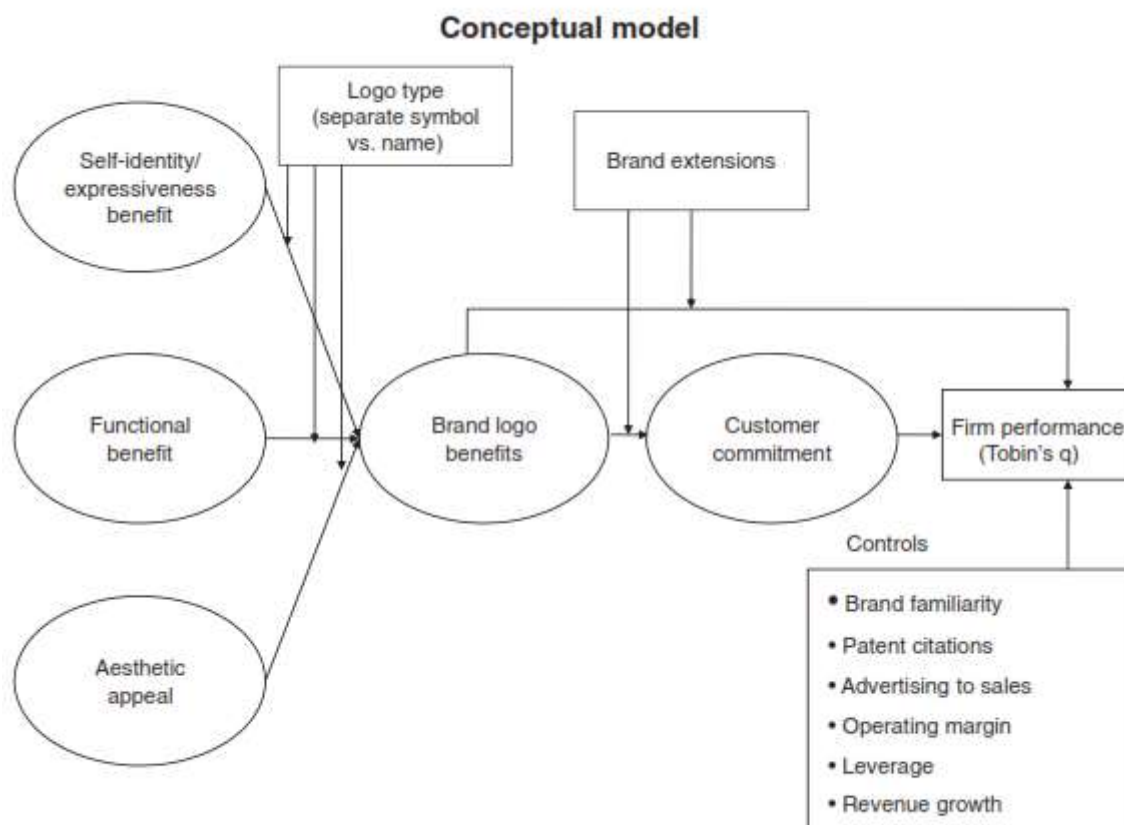 Conceptual model
Logo type
(separate symbol
vs. name)
Self-identity/
expressiveness
benefit
Brand extensions
Functional
benefit
Brand logo
benefits
Customer
commitment
Firm performance
(Tobin's q)
Controls
• Brand familiarity
• Patent citations
• Advertising to sales
• Operating margin
• Leverage
• Revenue growth
Aesthetic
appeal